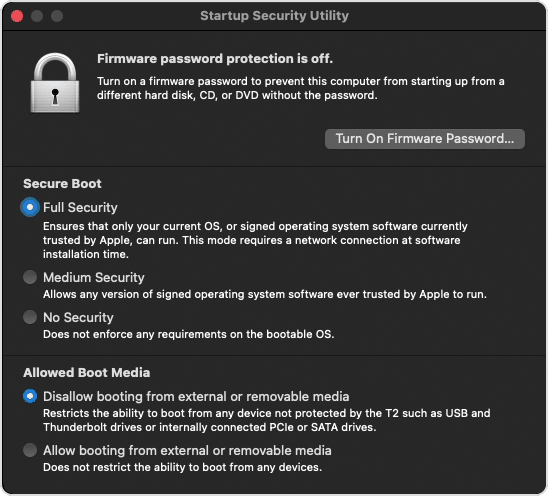 Startup Security Utility
Firmware password protection is off.
Turn on a firmware password to prevent this computer from starting up from a
different hard disk, CD, or DVD without the password.
Turn On Firmware Password...
Secure Boot
Full Security
Ensures that only your current OS, or signed operating system software currently
trusted by Apple, can run. This mode requires a network connection at software
installation time.
Medium Security
Allows any version of signed operating system software ever trusted by Apple to run.
No Security
Does not enforce any requirements on the bootable OS.
Allowed Boot Media
Disallow booting from external or removable media
Restricts the ability to boot from any device not protected by the T2 such as USB and
Thunderbolt drives or internally connected PCIe or SATA drives.
Allow booting from external or removable media
Does not restrict the ability to boot from any devices.